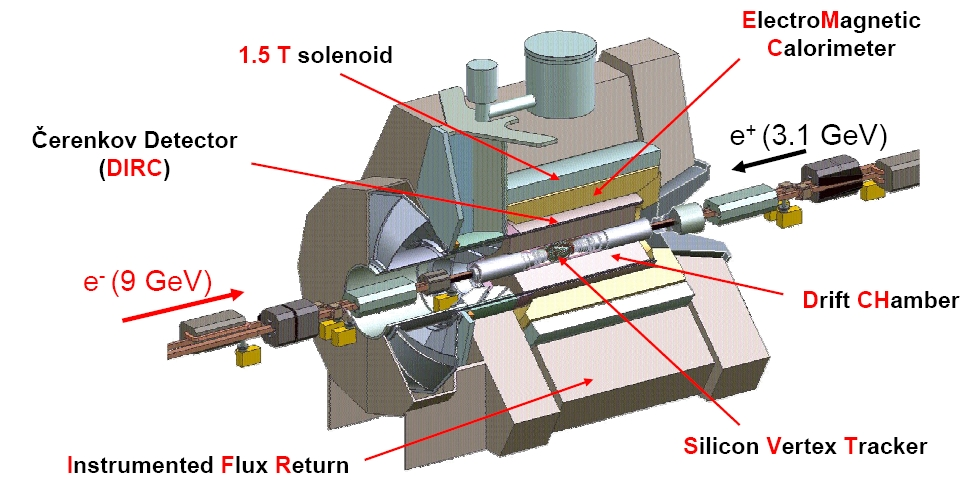 ElectroMagnetic
Calorimeter
1.5 T solenoid
Čerenkov Detector
(DIRC)
e+ (3.1 GeV)
e- (9 GeV)
Drift CHamber
Silicon Vertex Tracker
Instrumented Flux Return